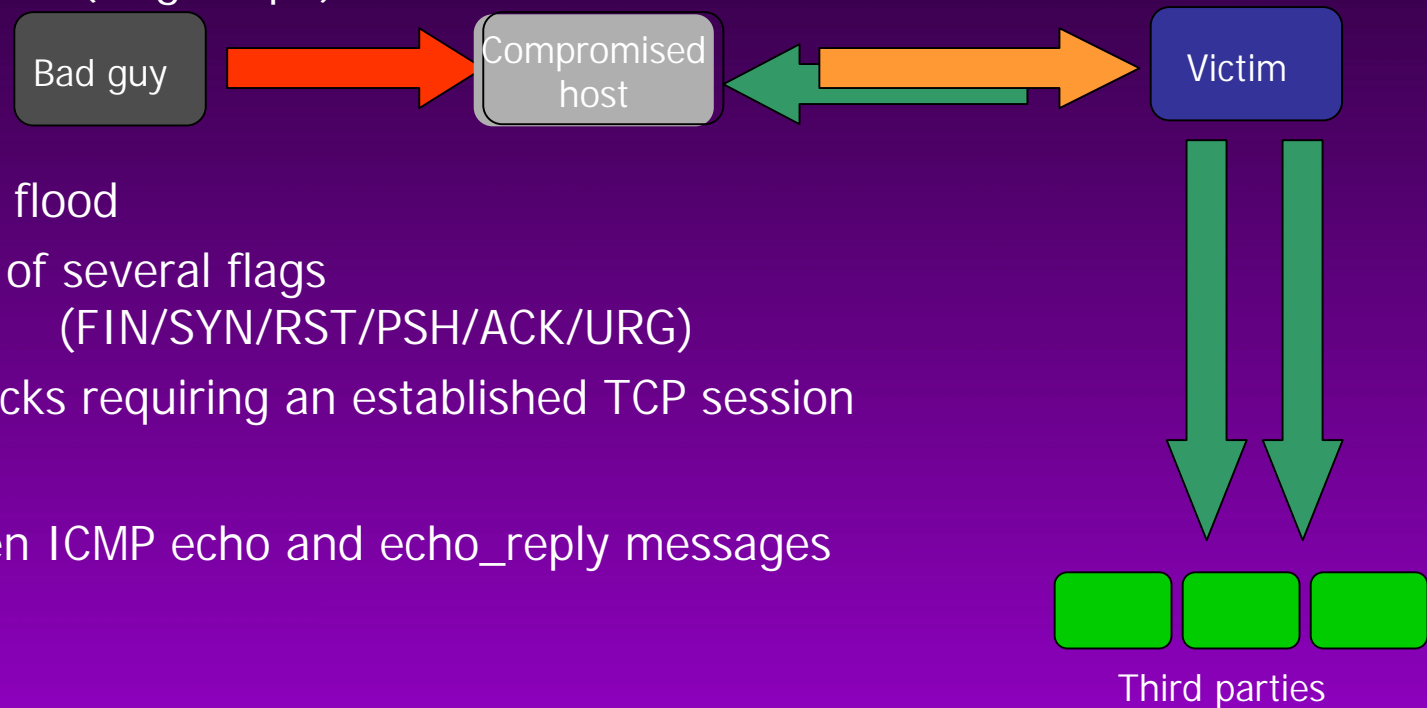 Bad guy
Compromised
host
Victim
flood
of several flags
(FIN/SYN/RST/PSH/ACK/URG)
cks requiring an established TCP session
en ICMP echo and echo_reply messages
Third parties